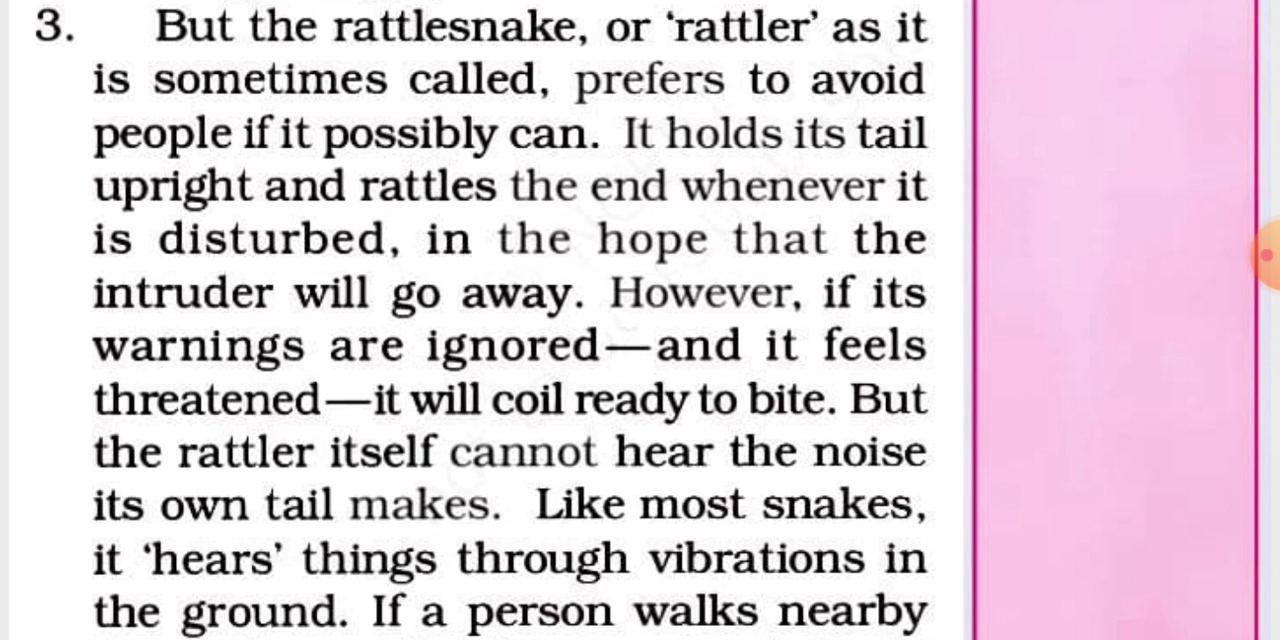 3. But the rattlesnake, or ‘rattler’ as it
is sometimes called, prefers to avoid
people if it possibly can. It holds its tail
upright and rattles the end whenever it
is disturbed, in the hope that the
intruder will go away. However, if its
warnings are ignored—and it feels
threatened—it will coil ready to bite. But
the rattler itself cannot hear the noise
its own tail makes. Like most snakes,
it ‘hears’ things through vibrations in
the ground. If a person walks nearby